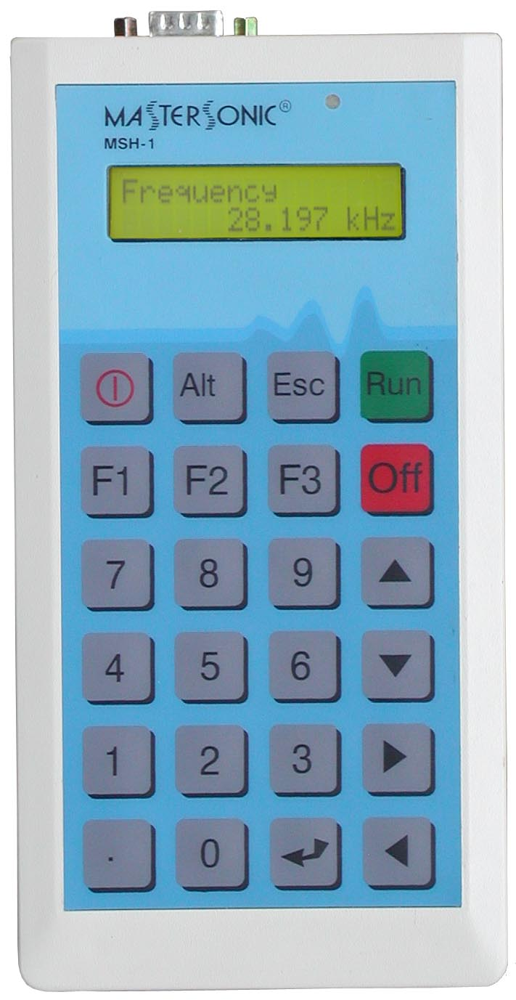 MASTERSONIC®
MSH-1
Frequency
28.197 kHz
Alt Esc Run
F1 F2 F3 Off
7 8 9
4 5 6
1 2 3
. 0